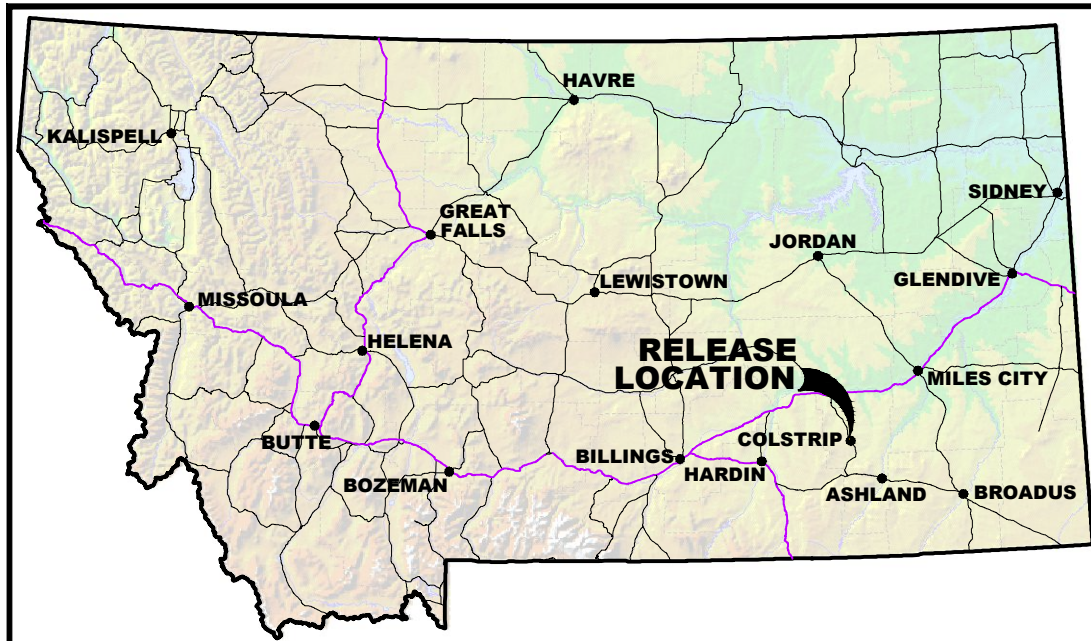 HAVRE
KALISPELL
SIDNEY
GREAT
FALLS
JORDAN
GLENDIVE
LEWISTOWN
MISSOULA
HELENA
RELEASE
LOCATION
MILES CITY
BUTTE
COLSTRIP
BILLINGS
HARDIN
BOZEMAN
ASHLAND
BROADUS